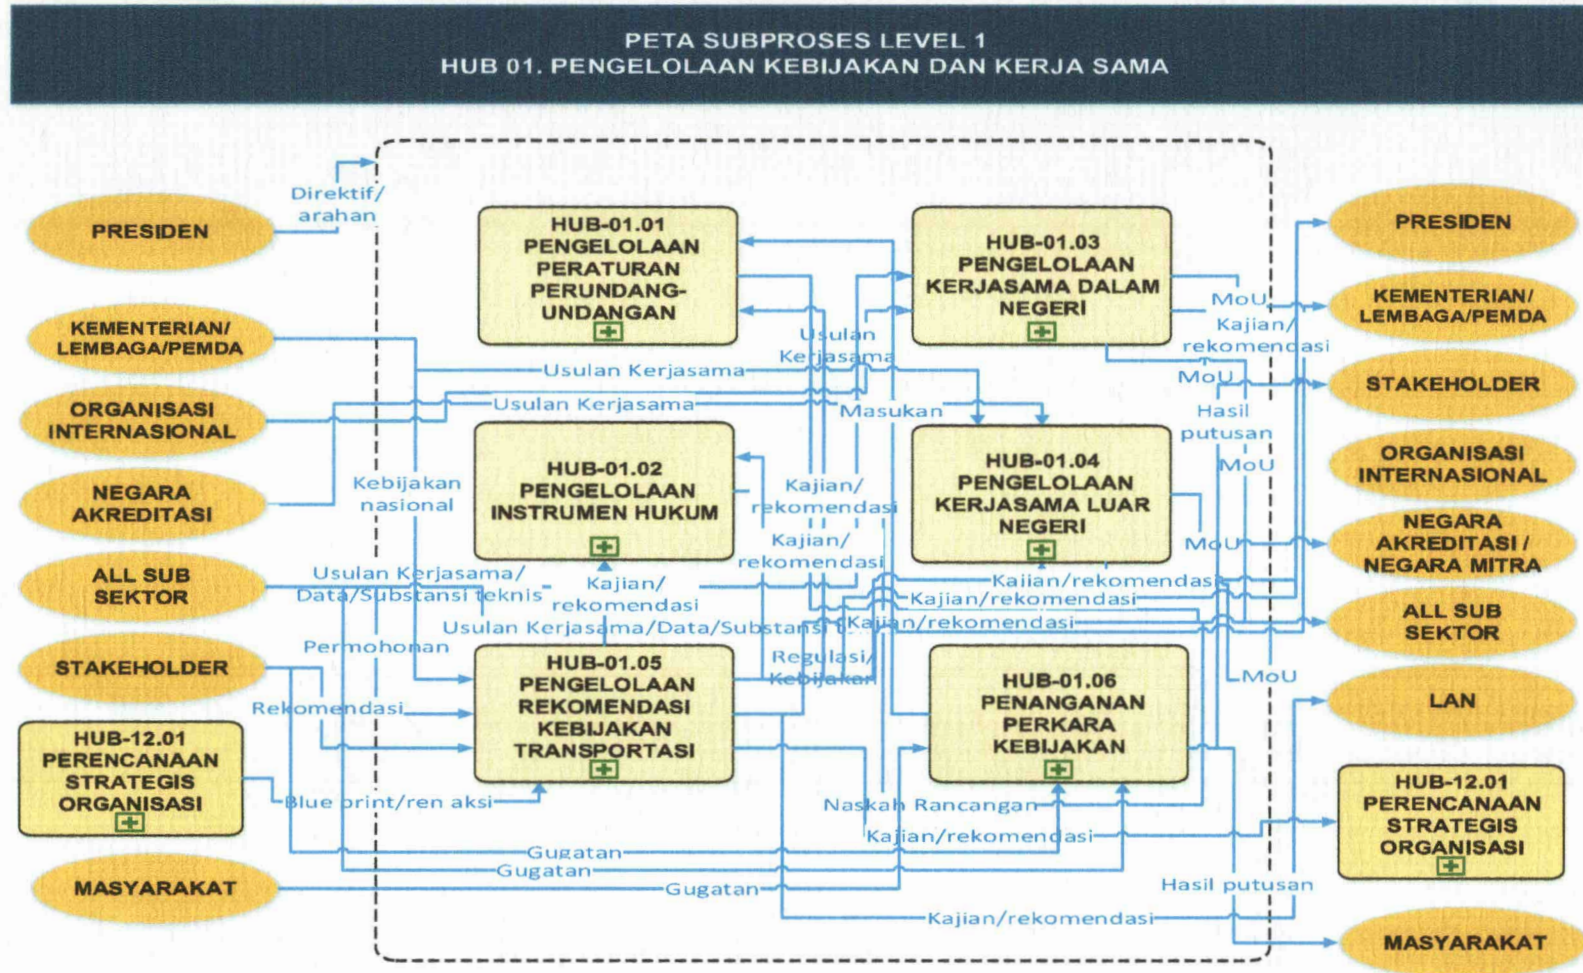 PETA SUBPROSES LEVEL 1
HUB 01. PENGELOLAAN KEBIJAKAN DAN KERJA SAMA
Direktif/
arahan
PRESIDEN
KEMENTERIAN/
LEMBAGA/PEMDA
ORGANISASI
INTERNASIONAL
NEGARA
AKREDITASI
ALL SUB
SEKTOR
STAKEHOLDER
HUB-12.01
PERENCANAAN
STRATEGIS
ORGANISASI
MASYARAKAT
HUB-01.01
PENGELOLAAN
PERATURAN
PERUNDANG-
UNDANGAN
HUB-01.03
PENGELOLAAN
KERJASAMA DALAM
NEGERI
Usulan
Kerjasama
Usulan Kerjasama
Usulan Kerjasama
Masukan
Kebijakan
nasional
HUB-01.02
PENGELOLAAN
INSTRUMEN HUKUM
Kajian/
rekomendasi
Kajian/
rekomendasi
HUB-01.04
PENGELOLAAN
KERJASAMA LUAR
NEGERI
MoU
Kajian/
rekomendasi
MoU
Hasil
putusan
MoU
MoU
Usulan Kerjasama/
Data/Substansi teknis
Kajian/
rekomendasi
Kajian/rekomendasi
Kajian/rekomendasi
Kajian/rekomendasi
Usulan Kerjasama/Data/Substansi
Permohonan
Rekomendasi
HUB-01.05
PENGELOLAAN
REKOMENDASI
KEBIJAKAN
TRANSPORTASI
Regulasi/
Kebijakan
HUB-01.06
PENANGANAN
PERKARA
KEBIJAKAN
MoU
Blue print/ren aksi
Naskah Rancangan
Kajian/rekomendasi
Gugatan
Gugatan
Gugatan
Hasil putusan
Kajian/rekomendasi
PRESIDEN
KEMENTERIAN/
LEMBAGA/PEMDA
STAKEHOLDER
ORGANISASI
INTERNASIONAL
NEGARA
AKREDITASI /
NEGARA MITRA
ALL SUB
SEKTOR
LAN
HUB-12.01
PERENCANAAN
STRATEGIS
ORGANISASI
MASYARAKAT